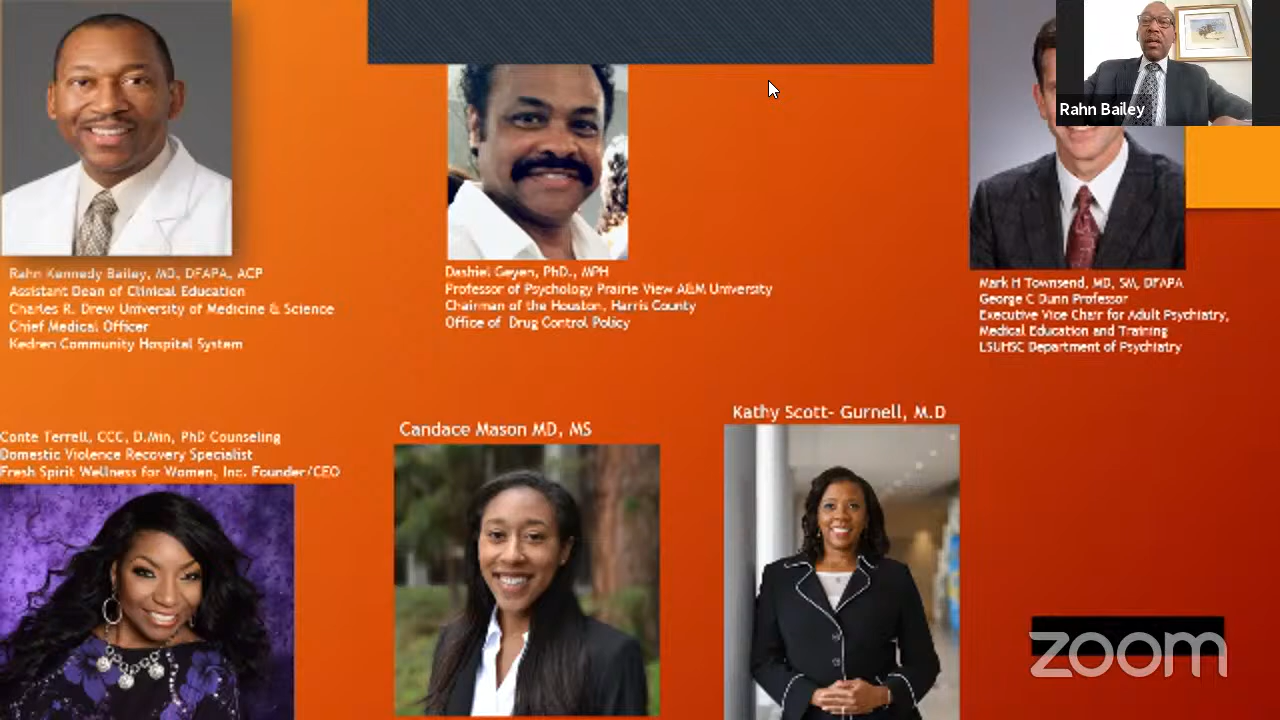 Rahn Bailey
Rahn Kennedy Bailey, MD, DFAPA, ACP
Assistant Dean of Clinical Education
Charles R. Drew University of Medicine & Science
Chief Medical Officer
Kedren Community Hospital System
Dashiel Geyen, PhD., MPH
Professor of Psychology Prairie View A&M University
Chairman of the Houston, Harris County
Office of Drug Control Policy
Mark H Townsend, MD, SM, DFAPA
George C Dunn Professor
Executive Vice Chair for Adult Psychiatry,
Medical Education and Training
LSUHSC Department of Psychiatry
Conte Terrell, CCC, D.Min, PhD Counseling
Domestic Violence Recovery Specialist
Fresh Spirit Wellness for Women, Inc. Founder/CEO
Candace Mason MD, MS
Kathy Scott- Gurnell, M.D
zoom